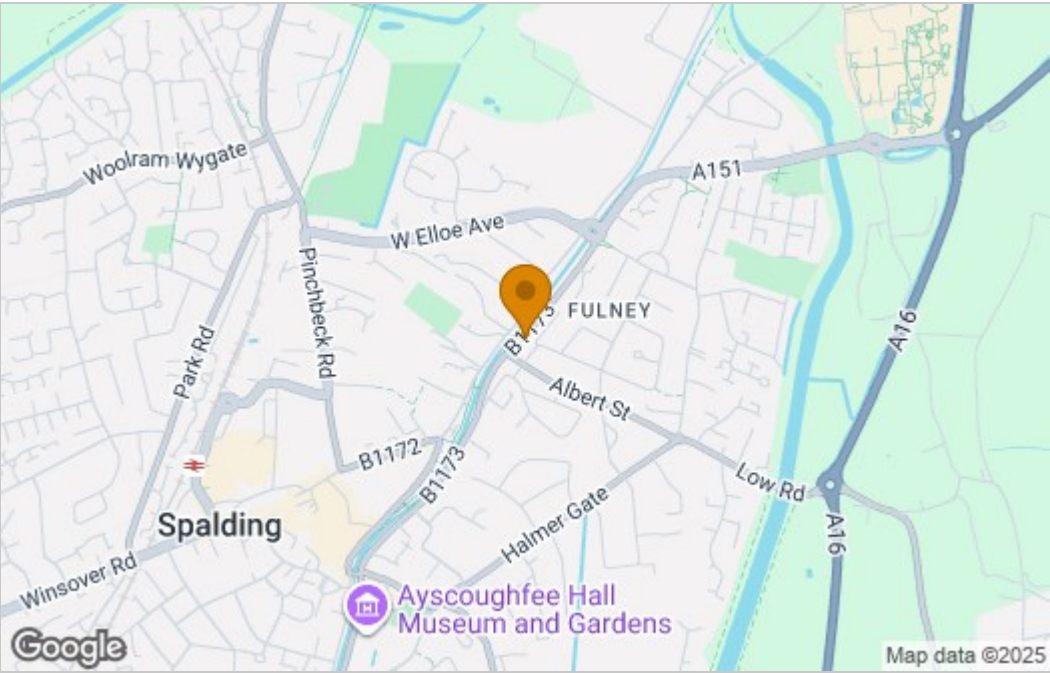 Woolram Wygate
A151
W Elloe Ave
Pinchbeck Rd
FULNEY
B1173
A16
Park Rd
Albert St
B1172
B1173
Low Rd
Halmer Gate
Spalding
A16
Winsover Rd
Ayscoughfee Hall
Museum and Gardens
Google
Map data ©2025